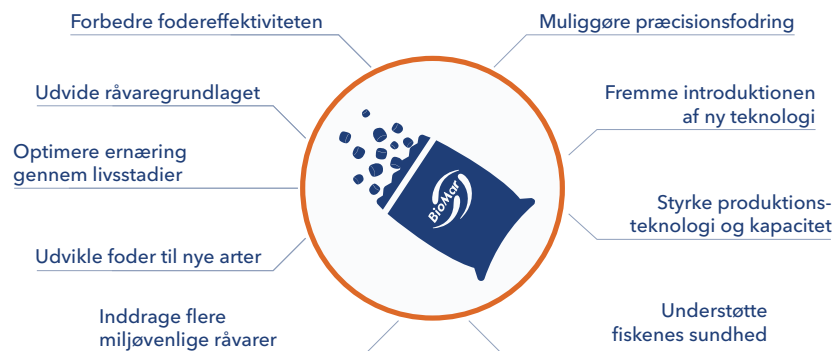 Forbedre fodereffektiviteten
Muliggøre præcisionsfodring
Udvide råvaregrundlaget
Fremme introduktionen
af ny teknologi
Optimere ernæring
gennem livsstadier
BioMar
Styrke produktions-
teknologi og kapacitet
Udvikle foder til nye arter
Inddrage flere
miljøvenlige råvarer
Understøtte
fiskenes sundhed